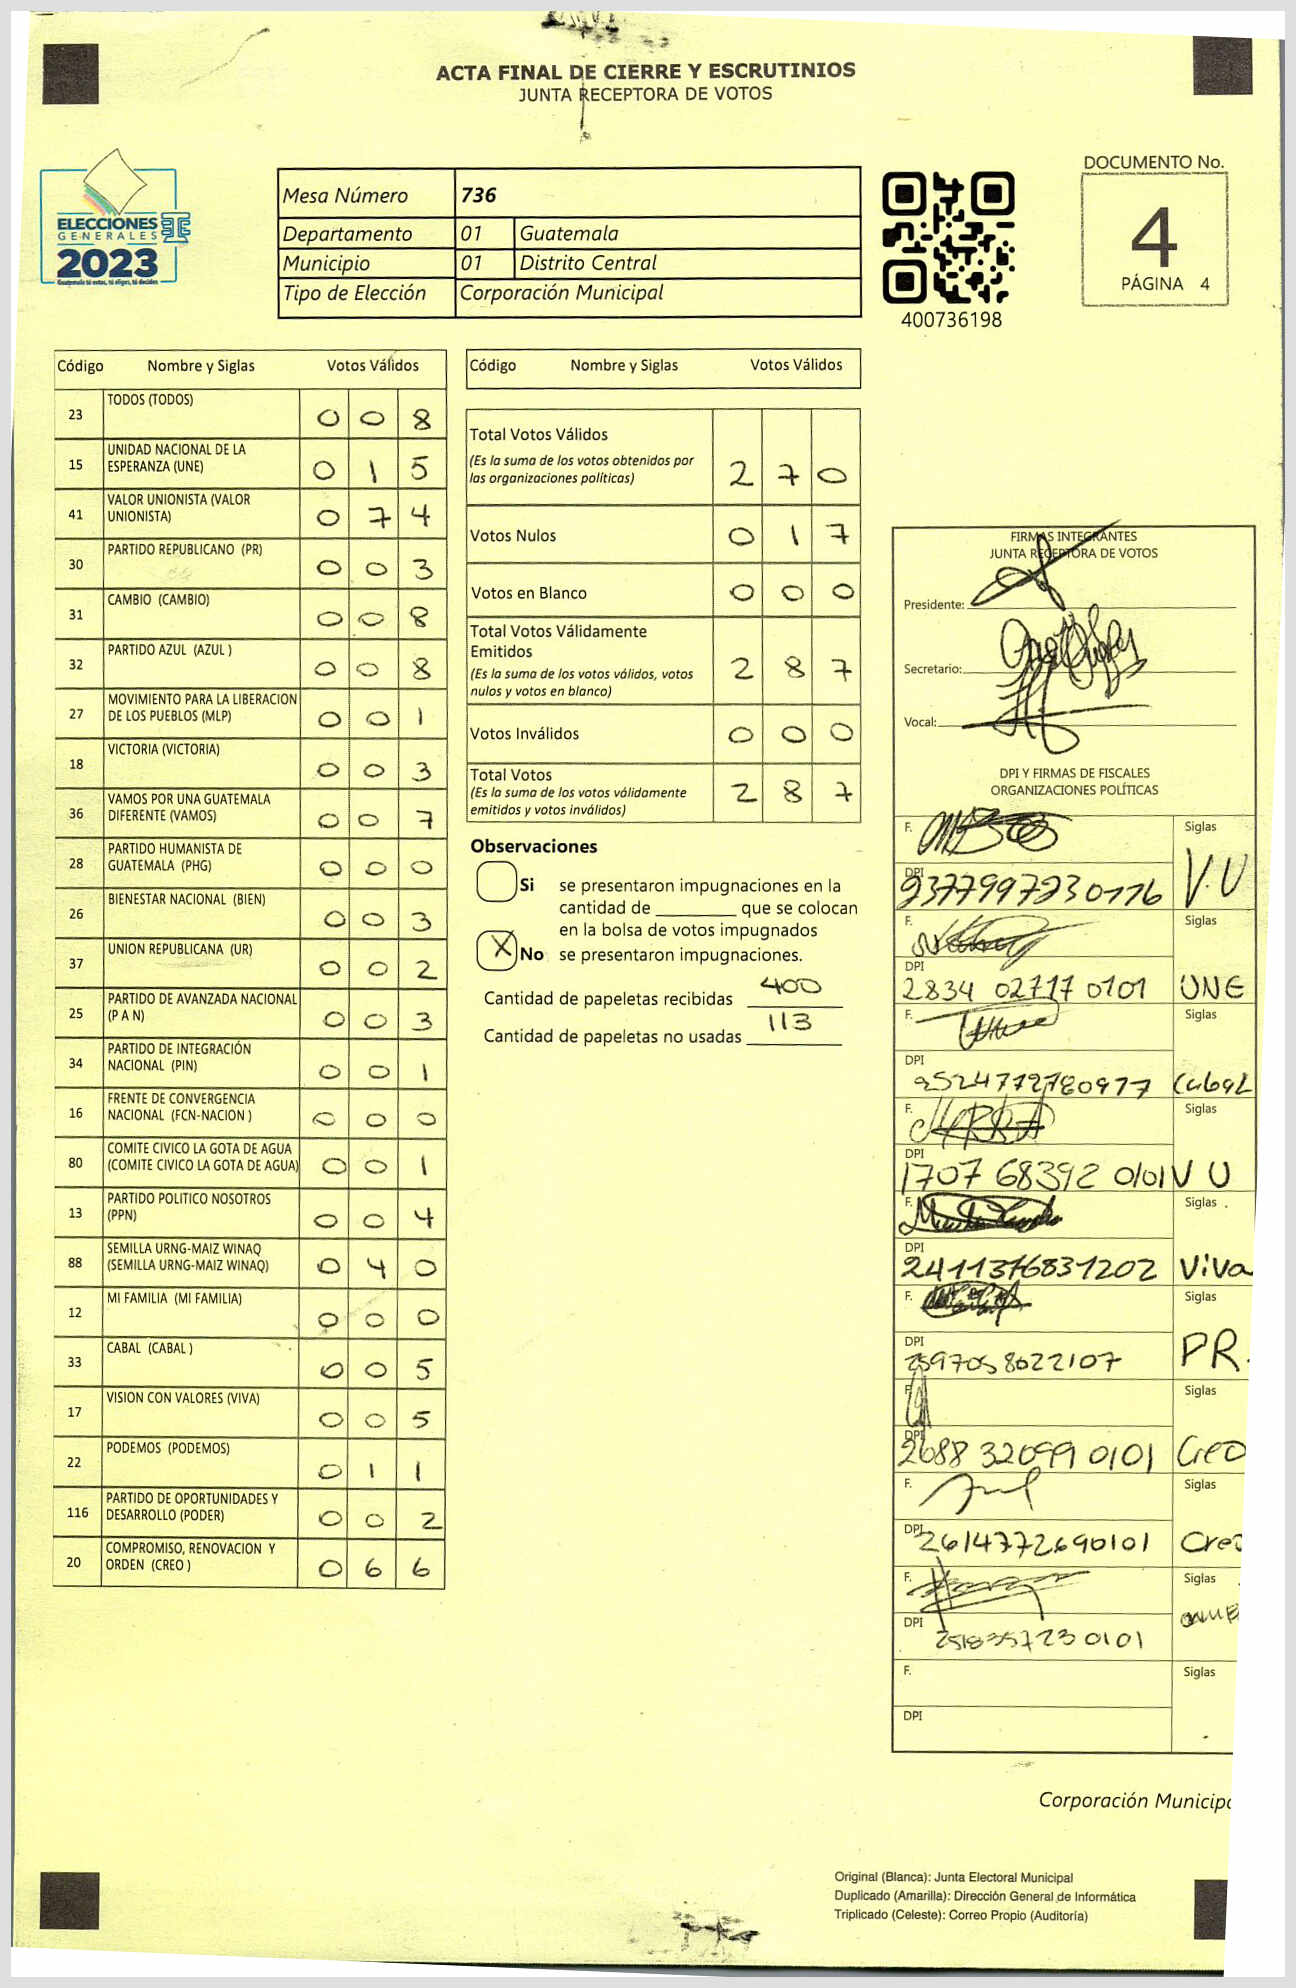 ACTA FINAL DE CIERRE Y ESCRUTINIOS
JUNTA RECEPTORA DE VOTOS
ELECCIONES
GENERALES
2023
Guatemala tú estas, tú eliges, tú decides
Mesa Número 736
Departamento 01 Guatemala
Municipio 01 Distrito Central
Tipo de Elección Corporación Municipal
400736198
DOCUMENTO No.
4
PÁGINA 4
Código Nombre y Siglas Votos Válidos
23 TODOS (TODOS) 0 0 8
15 UNIDAD NACIONAL DE LA ESPERANZA (UNE) 0 1 5
41 VALOR UNIONISTA (VALOR UNIONISTA) 0 7 4
30 PARTIDO REPUBLICANO (PR) 0 0 3
31 CAMBIO (CAMBIO) 0 0 8
32 PARTIDO AZUL (AZUL ) 0 0 8
27 MOVIMIENTO PARA LA LIBERACION DE LOS PUEBLOS (MLP) 0 0 1
18 VICTORIA (VICTORIA) 0 0 3
36 VAMOS POR UNA GUATEMALA DIFERENTE (VAMOS) 0 0 7
28 PARTIDO HUMANISTA DE GUATEMALA (PHG) 0 0 0
26 BIENESTAR NACIONAL (BIEN) 0 0 3
37 UNION REPUBLICANA (UR) 0 0 2
25 PARTIDO DE AVANZADA NACIONAL (P A N) 0 0 3
34 PARTIDO DE INTEGRACIÓN NACIONAL (PIN) 0 0 1
16 FRENTE DE CONVERGENCIA NACIONAL (FCN-NACION ) 0 0 0
80 COMITE CIVICO LA GOTA DE AGUA (COMITE CIVICO LA GOTA DE AGUA) 0 0 1
13 PARTIDO POLITICO NOSOTROS (PPN) 0 0 4
88 SEMILLA URNG-MAIZ WINAQ (SEMILLA URNG-MAIZ WINAQ) 0 4 0
12 MI FAMILIA (MI FAMILIA) 0 0 0
33 CABAL (CABAL ) 0 0 5
17 VISION CON VALORES (VIVA) 0 0 5
22 PODEMOS (PODEMOS) 0 1 1
116 PARTIDO DE OPORTUNIDADES Y DESARROLLO (PODER) 0 0 2
20 COMPROMISO, RENOVACION Y ORDEN (CREO ) 0 6 6
Código Nombre y Siglas Votos Válidos
Total Votos Válidos 2 7 0
(Es la suma de los votos obtenidos por
las organizaciones políticas)
Votos Nulos 0 1 7
Votos en Blanco 0 0 0
Total Votos Válidamente
Emitidos 2 8 7
(Es la suma de los votos válidos, votos
nulos y votos en blanco)
Votos Inválidos 0 0 0
Total Votos 2 8 7
(Es la suma de los votos válidamente
emitidos y votos inválidos)
Observaciones
Si se presentaron impugnaciones en la
cantidad de ________ que se colocan
en la bolsa de votos impugnados
X No se presentaron impugnaciones.
Cantidad de papeletas recibidas 400
Cantidad de papeletas no usadas 113
FIRMAS INTEGRANTES
JUNTA RECEPTORA DE VOTOS
Presidente:
Secretario:
Vocal:
DPI Y FIRMAS DE FISCALES
ORGANIZACIONES POLÍTICAS
F. Siglas
DPI V.U
F. Siglas
DPI 2834 02717 0101 UNE
F. Siglas
DPI Cabal
F. Siglas
DPI 1707 68392 0101 V U
F. Siglas
DPI 2411376831202 Viva
F. Siglas
DPI 2597058022107 PR.
F. Siglas
DPI 2688 32099 0101 Creo
F. Siglas
DPI 2614772690101 Creo
F. Siglas
DPI 2518357230101
F. Siglas
DPI
Corporación Municip
Original (Blanca): Junta Electoral Municipal
Duplicado (Amarilla): Dirección General de Informática
Triplicado (Celeste): Correo Propio (Auditoría)